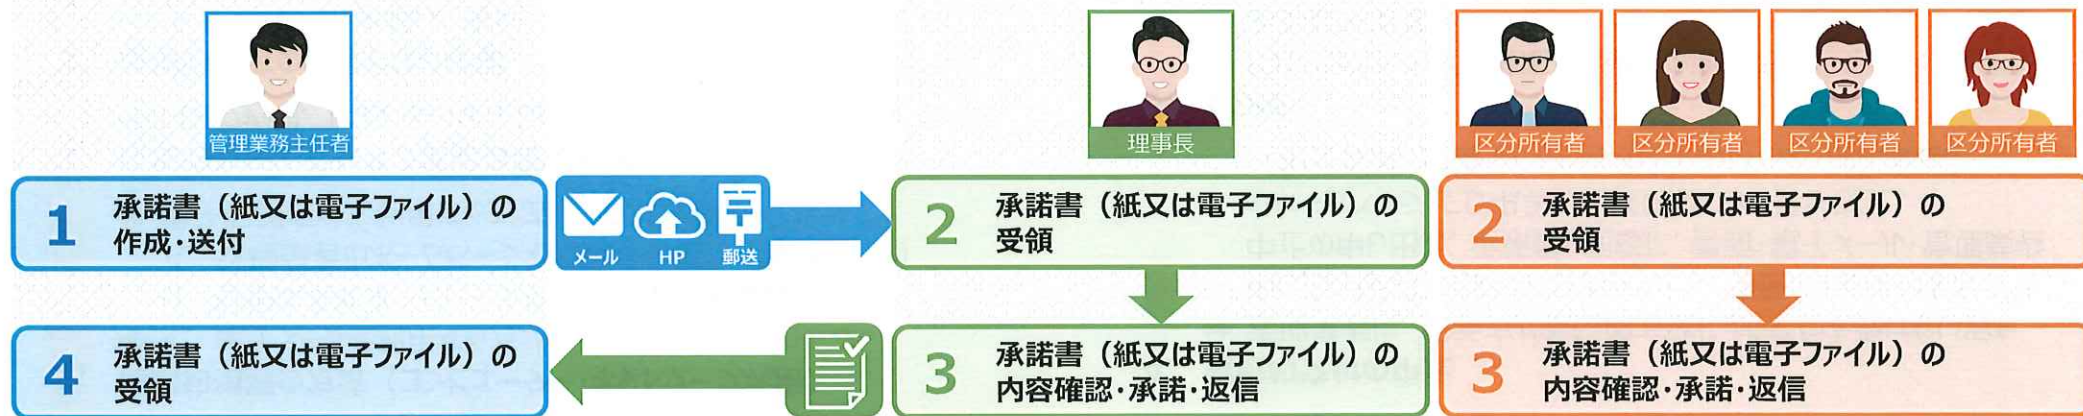 管理業務主任者
理事長
区分所有者
区分所有者
区分所有者
区分所有者
1
承諾書（紙又は電子ファイル）の
作成・送付
メール
HP
郵送
2
承諾書（紙又は電子ファイル）の
受領
2
承諾書（紙又は電子ファイル）の
受領
4
承諾書（紙又は電子ファイル）の
受領
3
承諾書（紙又は電子ファイル）の
内容確認・承諾・返信
3
承諾書（紙又は電子ファイル）の
内容確認・承諾・返信